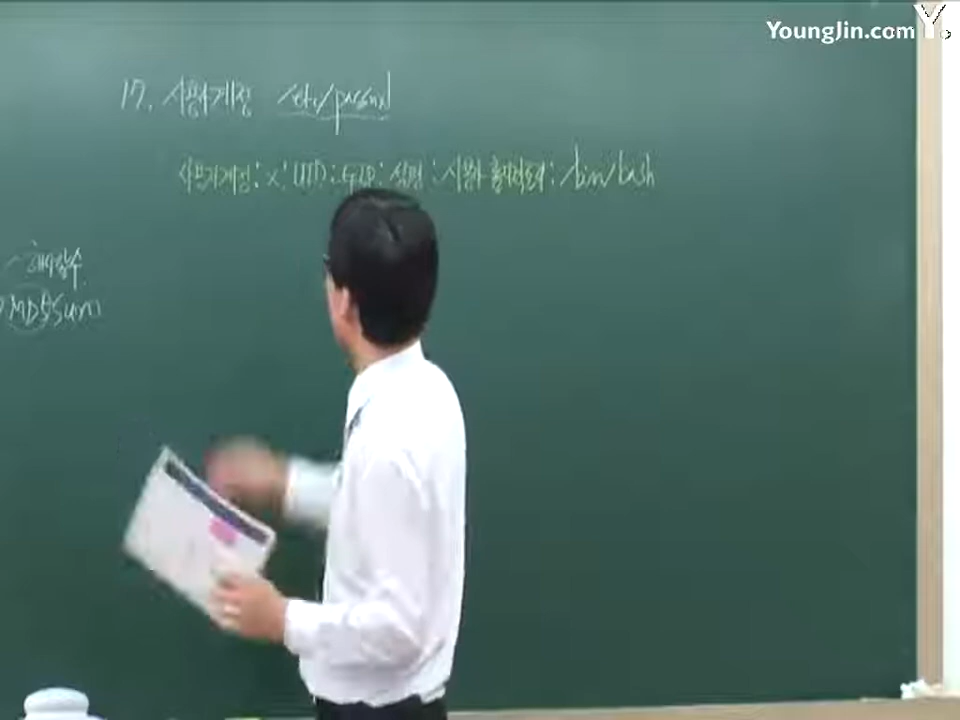 YoungJin.com Y.
17. 사용자계정 /etc/passwd
사용자계정:x:UID:GID:설명:사용자 홈디렉토리:/bin/bash
해쉬함수
MD5Sum